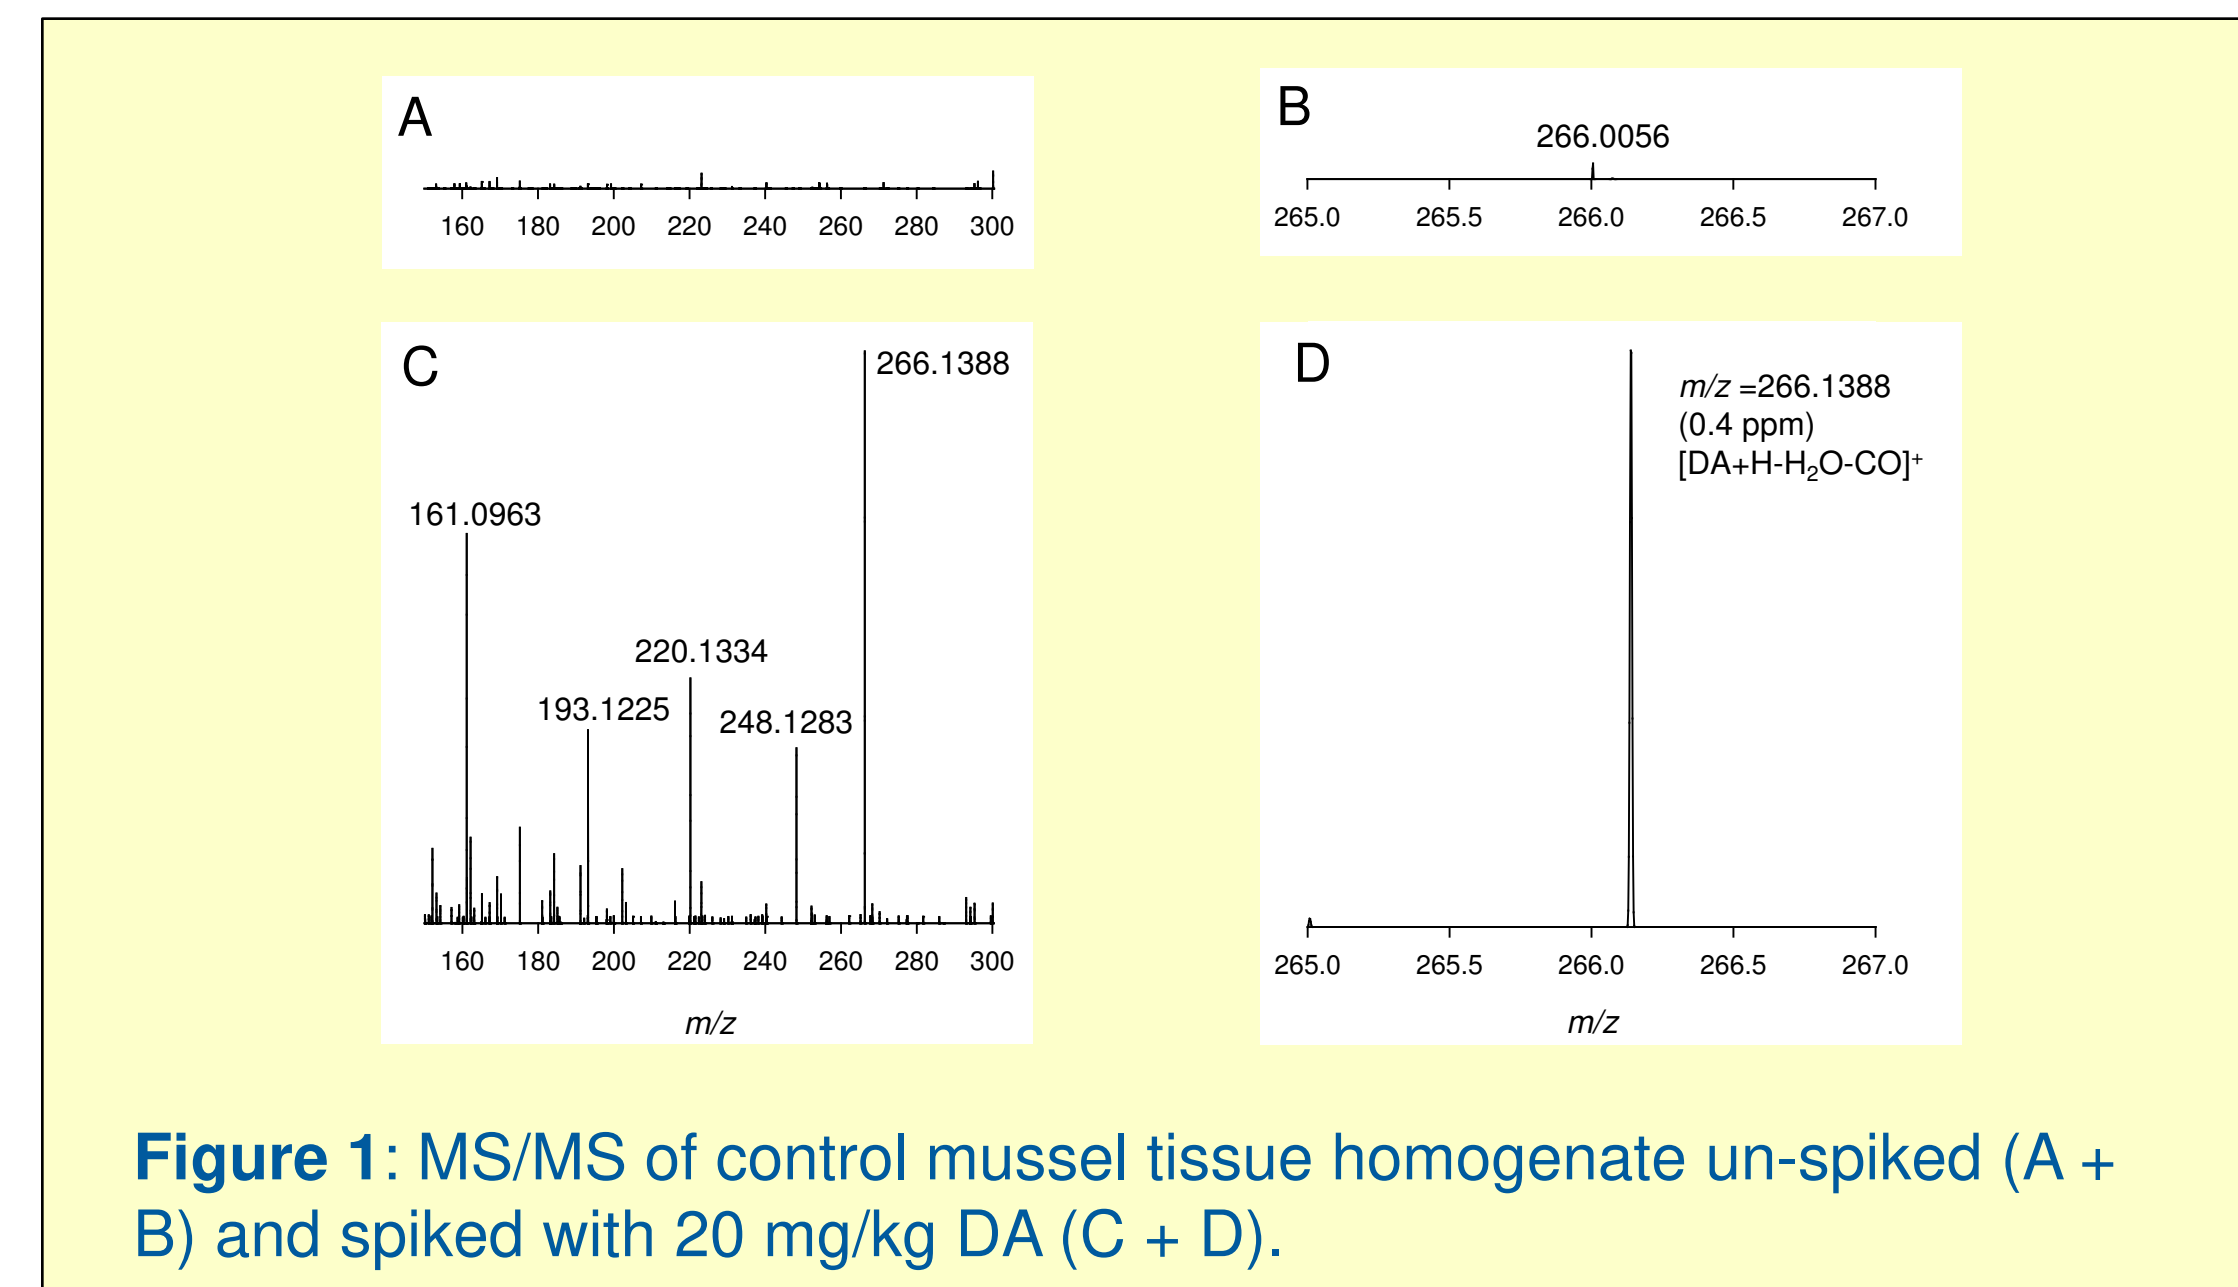 A
160 180 200 220 240 260 280 300
B
266.0056
265.0 265.5 266.0 266.5 267.0
C
266.1388
161.0963
220.1334
193.1225
248.1283
160 180 200 220 240 260 280 300
m/z
D
m/z =266.1388
(0.4 ppm)
[DA+H-H₂O-CO]⁺
265.0 265.5 266.0 266.5 267.0
m/z
Figure 1: MS/MS of control mussel tissue homogenate un-spiked (A +
B) and spiked with 20 mg/kg DA (C + D).